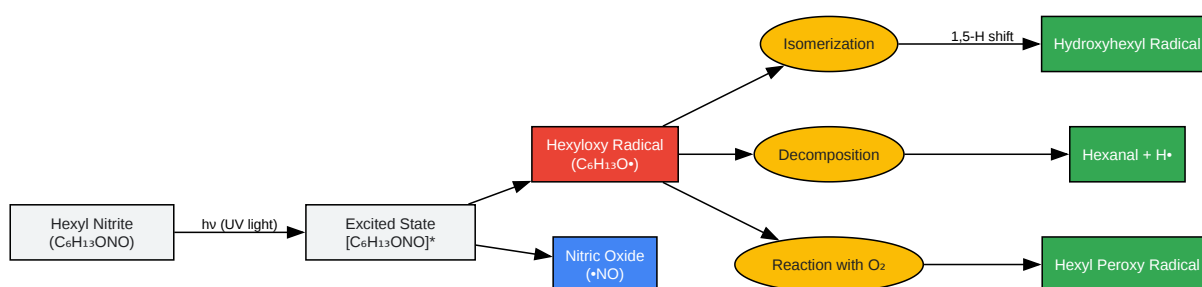 Isomerization
1,5-H shift
Hydroxyhexyl Radical
Hexyloxy Radical
(C₆H₁₃O•)
Decomposition
Hexanal + H•
Hexyl Nitrite
(C₆H₁₃ONO)
hν (UV light)
Excited State
[C₆H₁₃ONO]*
Nitric Oxide
(•NO)
Reaction with O₂
Hexyl Peroxy Radical